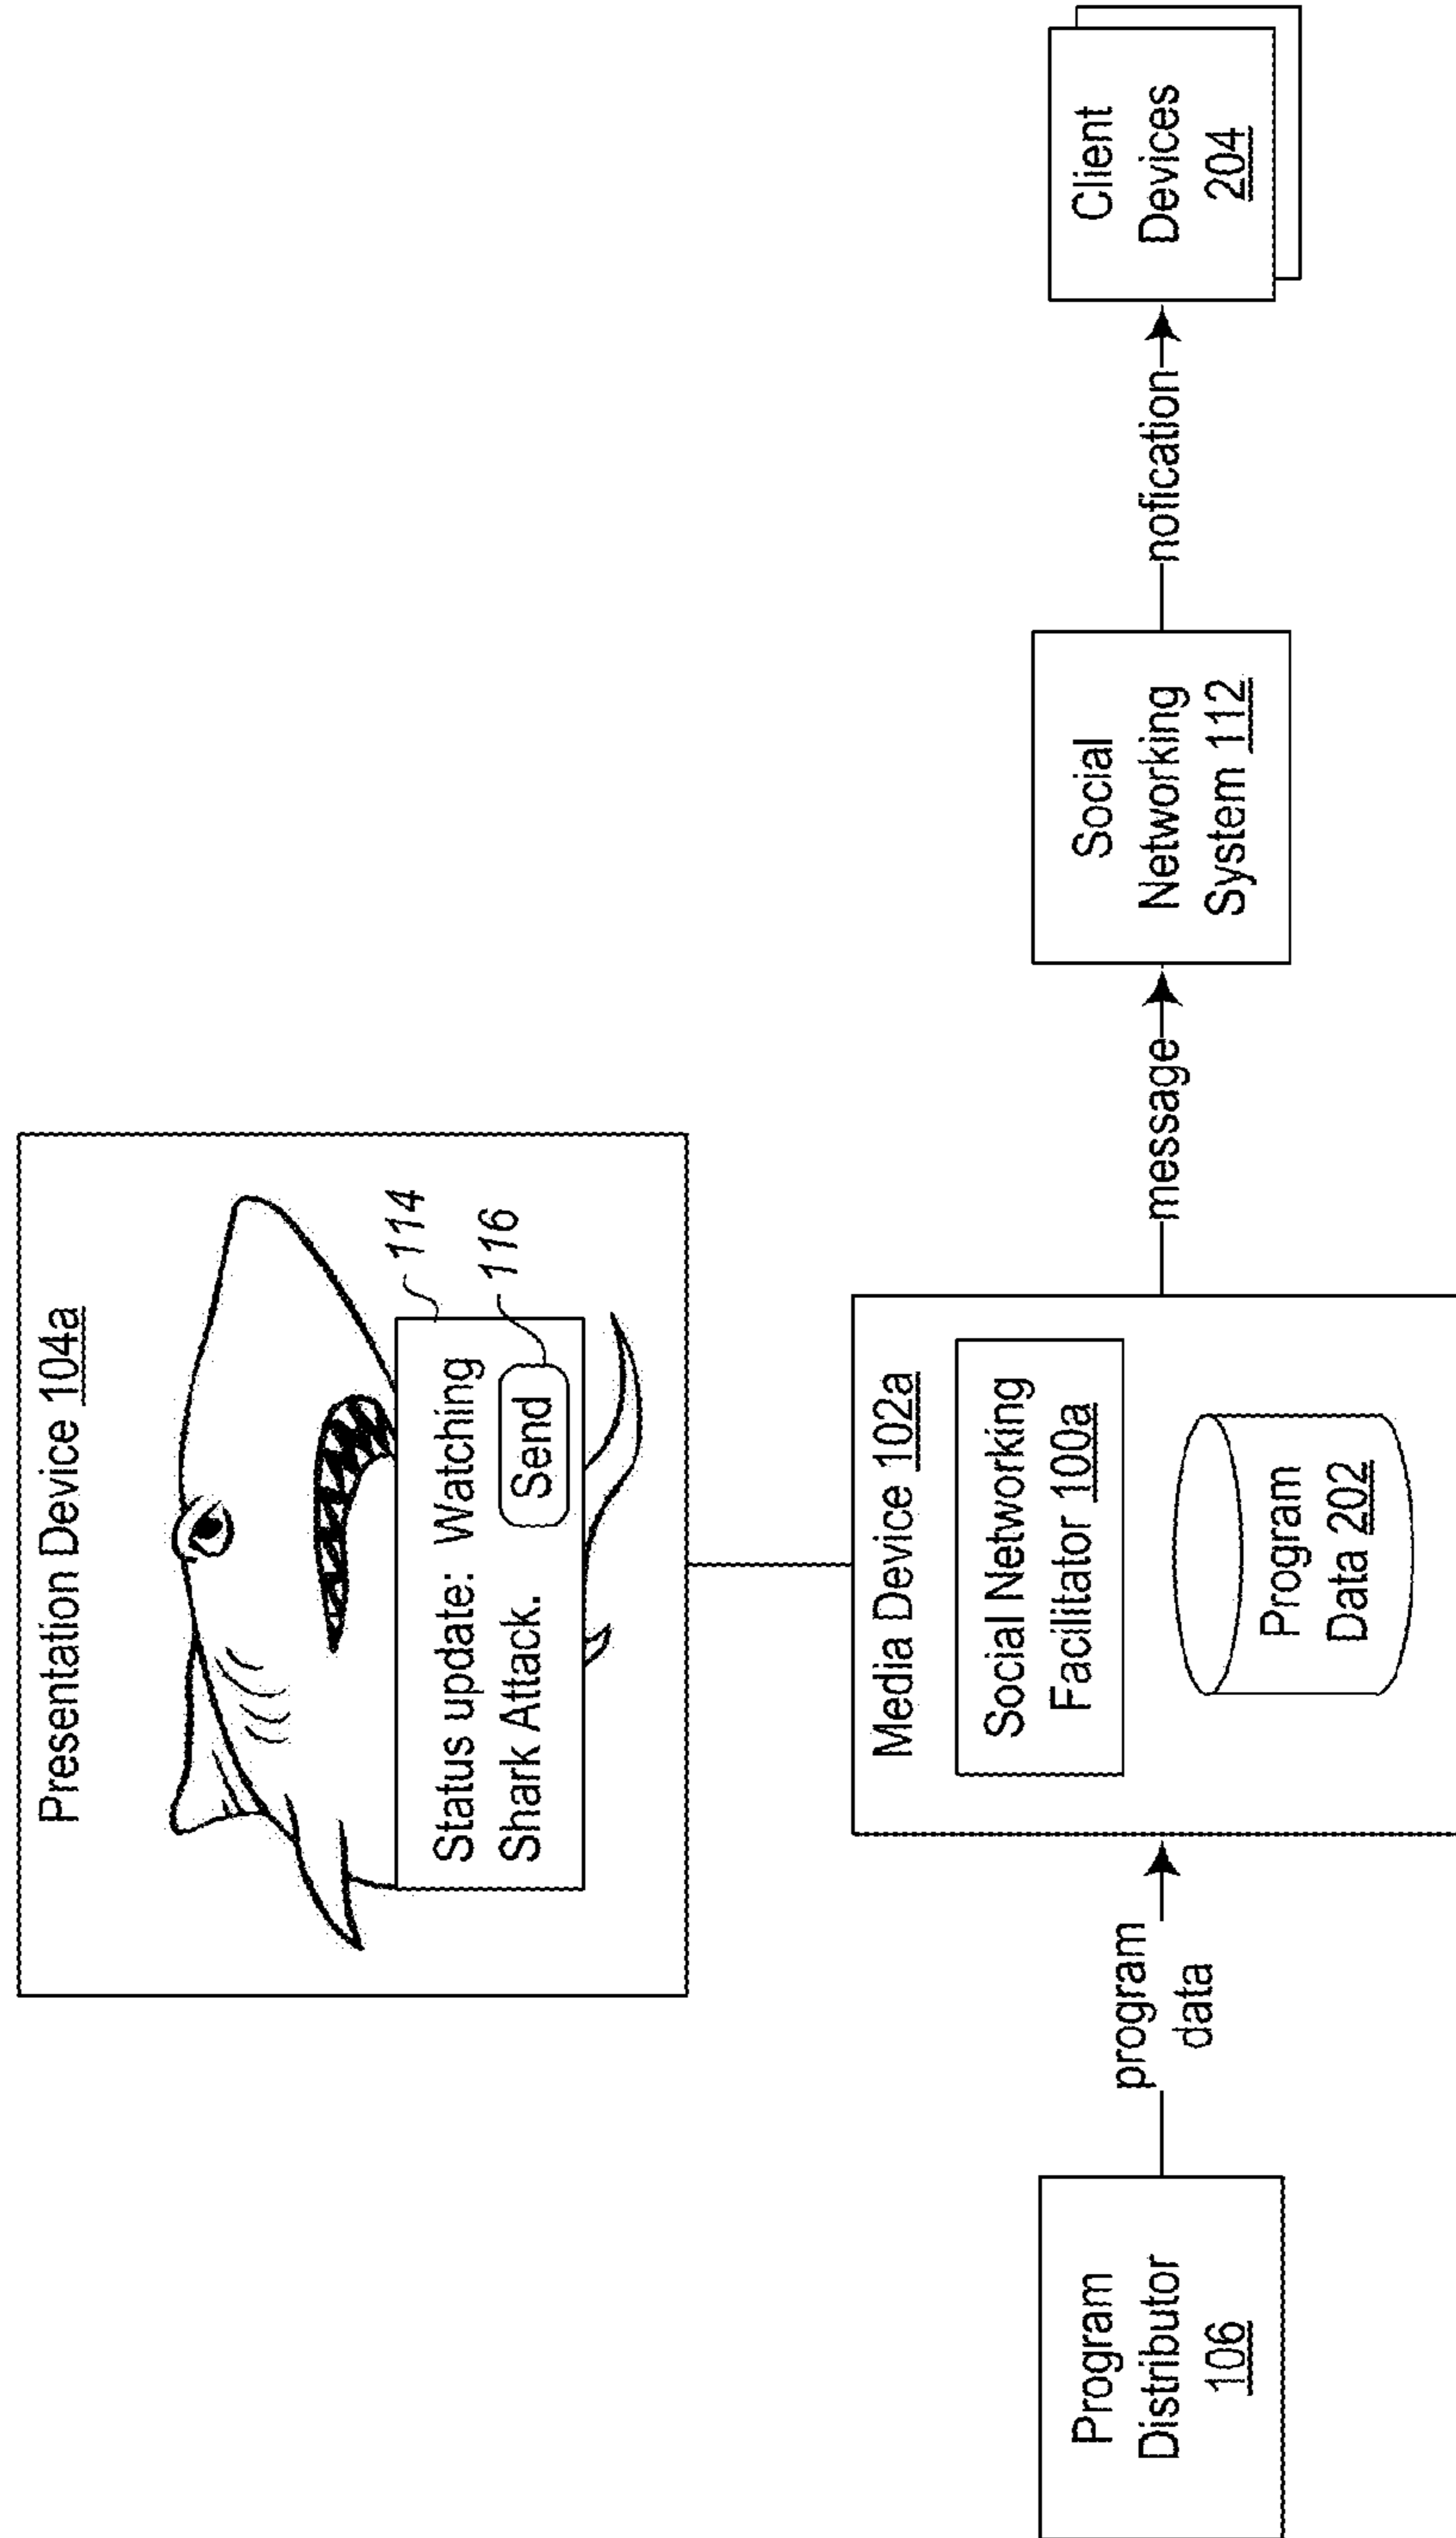 Presentation Device 104a
Status update: Watching
Shark Attack.
Send
114
116
Media Device 102a
Social Networking
Facilitator 100a
Program
Data 202
Program
Distributor
106
program
data
message
Social
Networking
System 112
nofication
Client
Devices
204